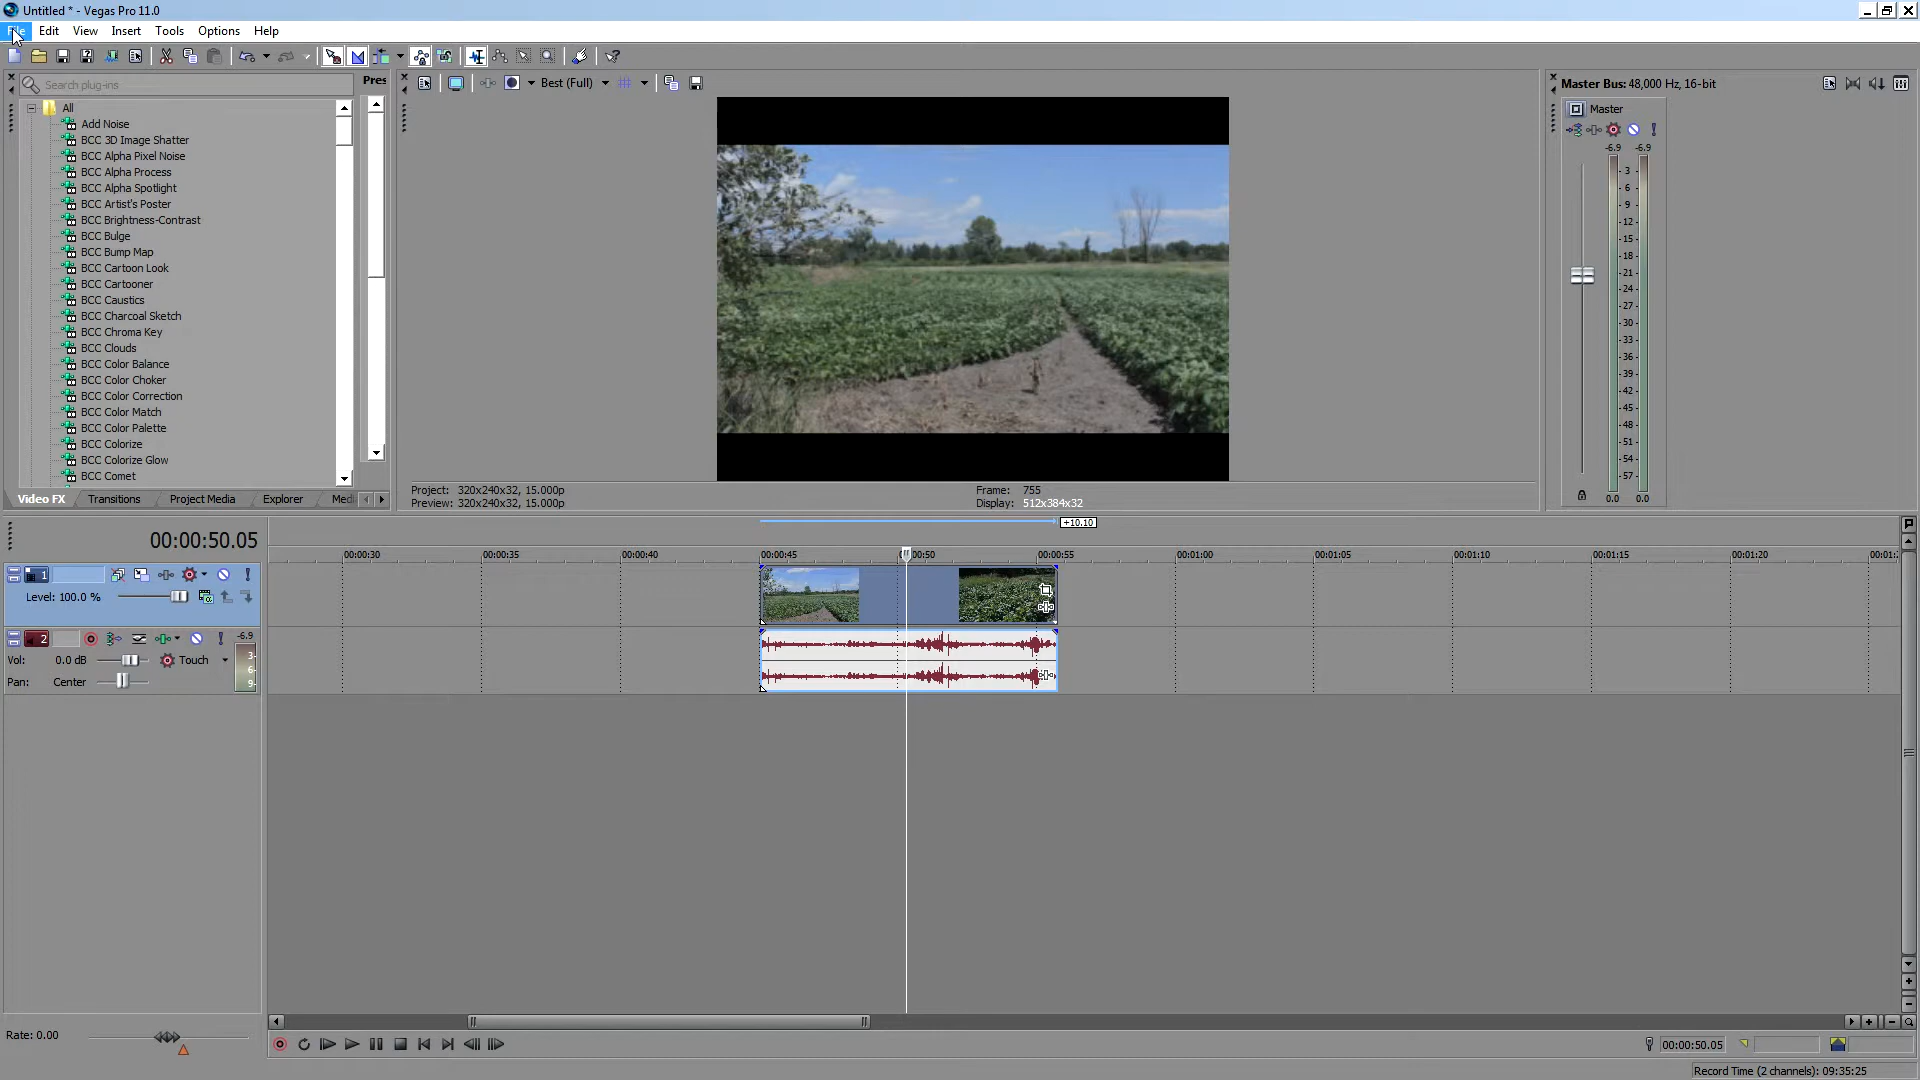 Untitled * - Vegas Pro 11.0
File Edit View Insert Tools Options Help
Search plug-ins
Pres
All
Add Noise
BCC 3D Image Shatter
BCC Alpha Pixel Noise
BCC Alpha Process
BCC Alpha Spotlight
BCC Artist's Poster
BCC Brightness-Contrast
BCC Bulge
BCC Bump Map
BCC Cartoon Look
BCC Cartooner
BCC Caustics
BCC Charcoal Sketch
BCC Chroma Key
BCC Clouds
BCC Color Balance
BCC Color Choker
BCC Color Correction
BCC Color Match
BCC Color Palette
BCC Colorize
BCC Colorize Glow
BCC Comet
Video FX Transitions Project Media Explorer Med
Best (Full)
Project: 320x240x32, 15.000p
Preview: 320x240x32, 15.000p
Frame: 755
Display: 512x384x32
Master Bus: 48,000 Hz, 16-bit
Master
-6.9 -6.9
3
6
9
12
15
18
21
24
27
30
33
36
39
42
45
48
51
54
57
0.0 0.0
00:00:50.05
+10.10
00:00:30 00:00:35 00:00:40 00:00:45 00:00:50 00:00:55 00:01:00 00:01:05 00:01:10 00:01:15 00:01:20 00:01:
1
Level: 100.0 %
2
-6.9
Vol: 0.0 dB Touch
Pan: Center
3
6
9
Rate: 0.00
00:00:50.05
Record Time (2 channels): 09:35:25